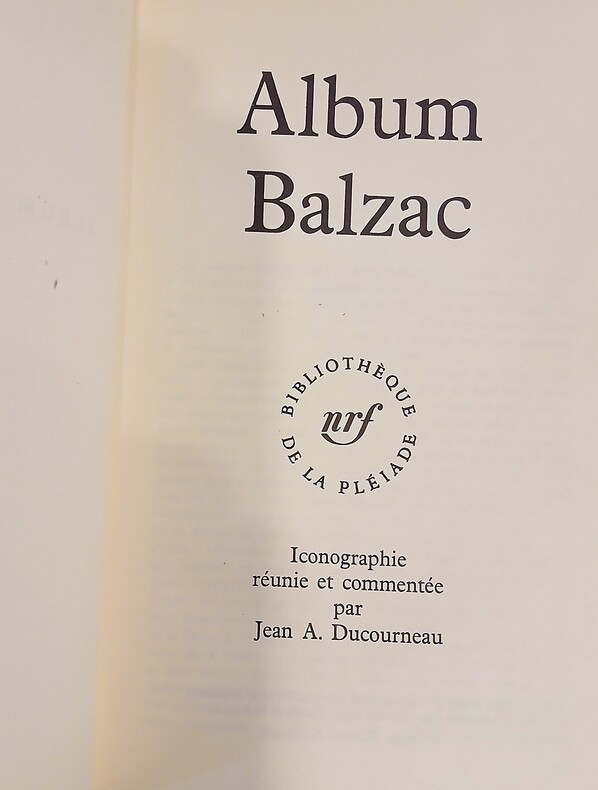 Album
Balzac
BIBLIOTHÈQUE
nrf
DE LA PLÉIADE
Iconographie
réunie et commentée
par
Jean A. Ducourneau